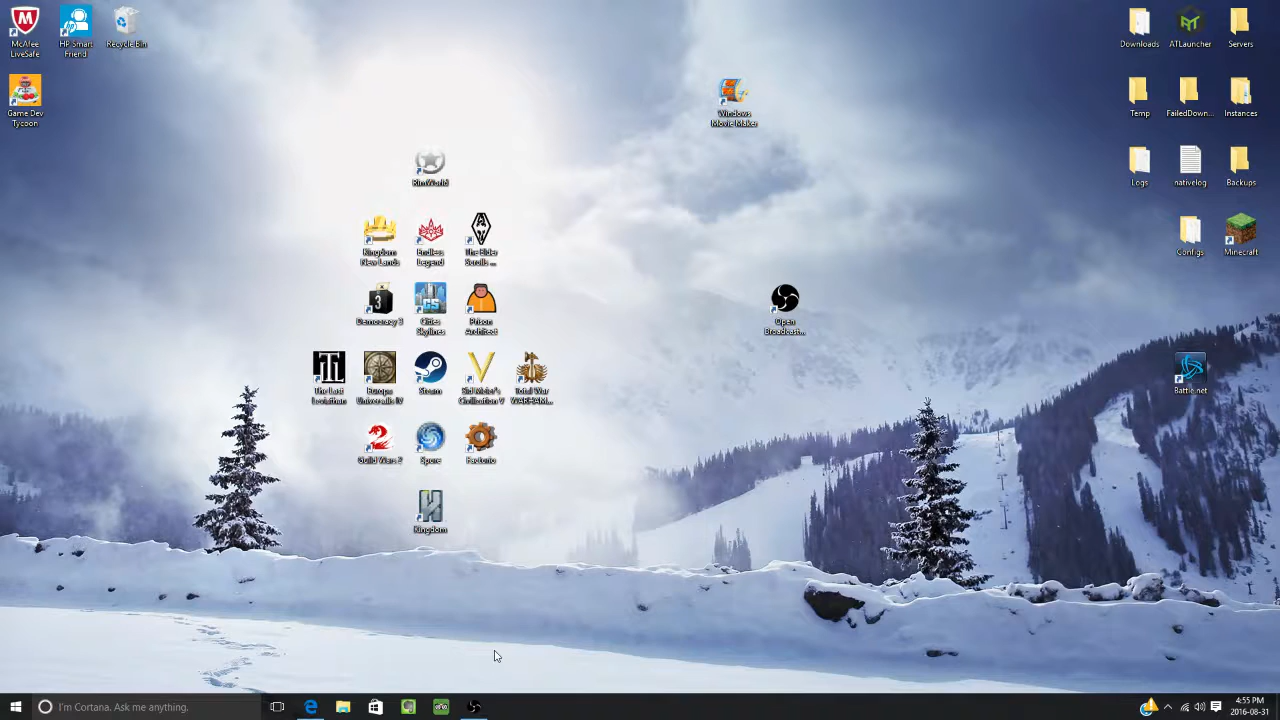 McAfee
LiveSafe
HP Smart
Friend
Recycle Bin
Downloads
ATLauncher
Servers
Game Dev
Tycoon
Windows
Movie Maker
Temp
FailedDown...
Instances
RimWorld
Logs
nativelog
Backups
Kingdom
New Lands
Endless
Legend
The Elder
Scrolls ...
Configs
Minecraft
3
Democracy 3
CS
Cities
Skylines
Prison
Architect
Open
Broadcast...
The Last
Leviathan
Europa
Universalis IV
Steam
Sid Meier's
Civilization V
Total War
WARHAM...
Battle.net
Guild Wars 2
Spore
Factorio
Kingdom
I'm Cortana. Ask me anything.
4:55 PM
2016-08-31